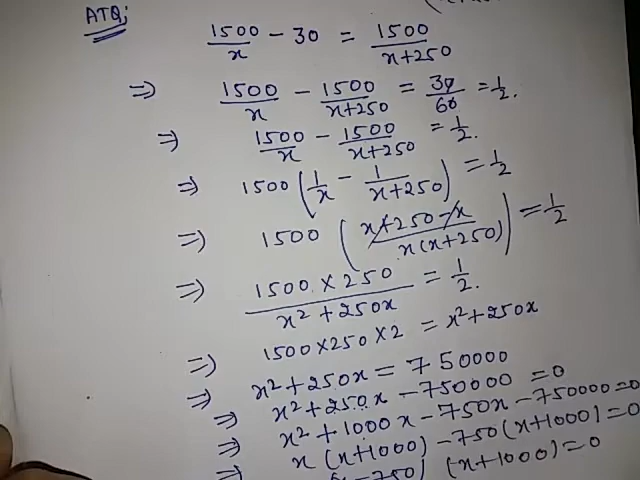 ATQ;
1500/x - 30 = 1500/x+250
⇒ 1500/x - 1500/x+250 = 30/60 = 1/2.
⇒ 1500/x - 1500/x+250 = 1/2.
⇒ 1500 (1/x - 1/x+250) = 1/2
⇒ 1500 (x+250-x/x(x+250)) = 1/2
⇒ 1500 × 250/x² + 250x = 1/2.
⇒ 1500×250×2 = x²+250x
⇒ x²+250x = 750000
⇒ x²+250x - 750000 = 0
⇒ x² + 1000x - 750x - 750000 = 0
⇒ x(x+1000) - 750(x+1000) = 0
⇒ (x-750) (x+1000) = 0